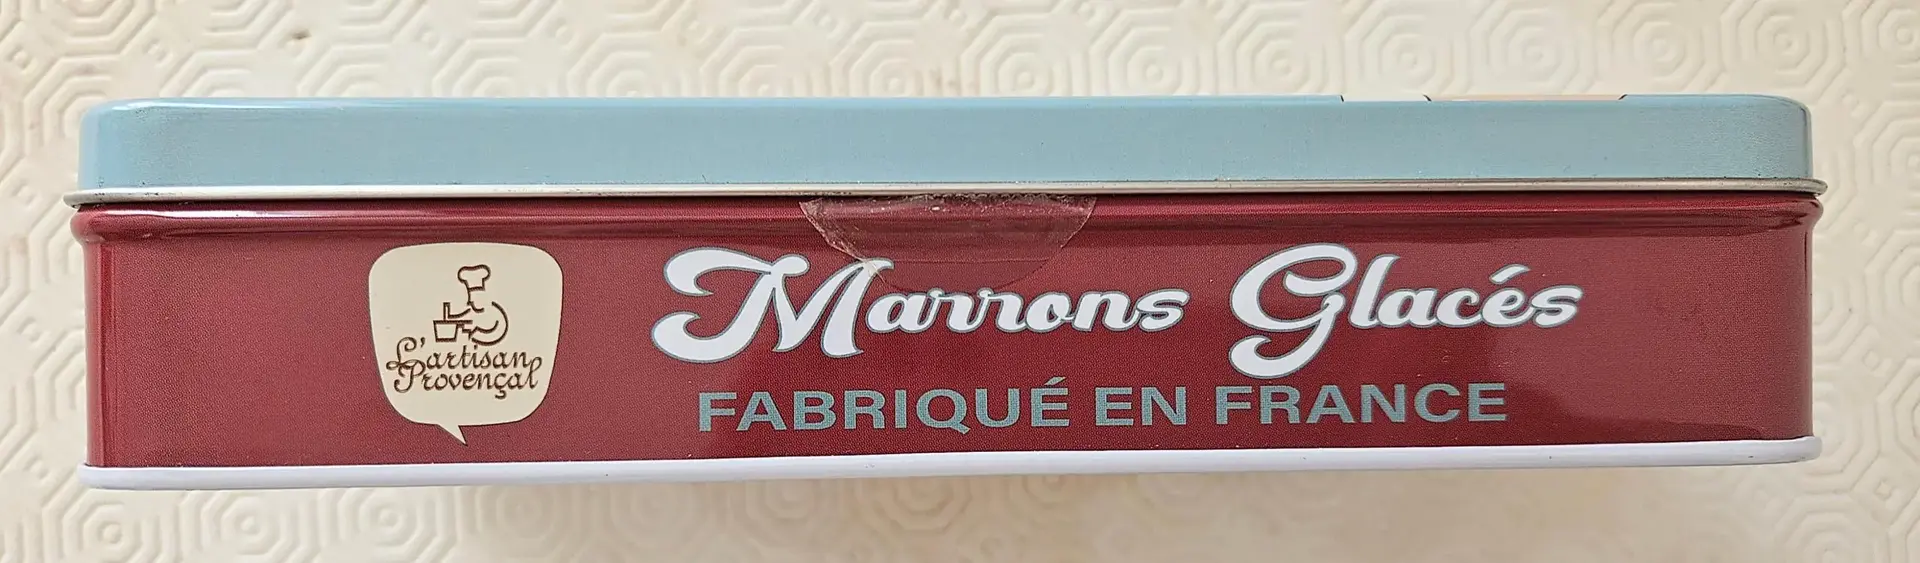 L'artisan
Provençal
Marrons Glacés
FABRIQUÉ EN FRANCE